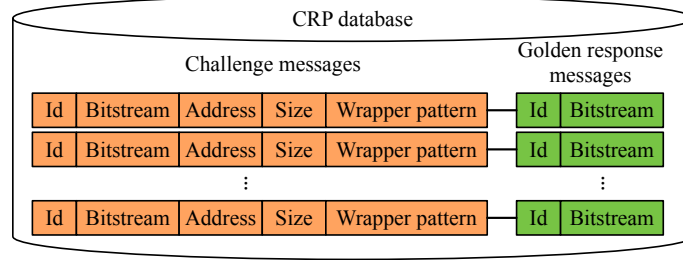 CRP database
Challenge messages
Golden response
messages
Id Bitstream Address Size Wrapper pattern Id Bitstream
Id Bitstream Address Size Wrapper pattern Id Bitstream
Id Bitstream Address Size Wrapper pattern Id Bitstream